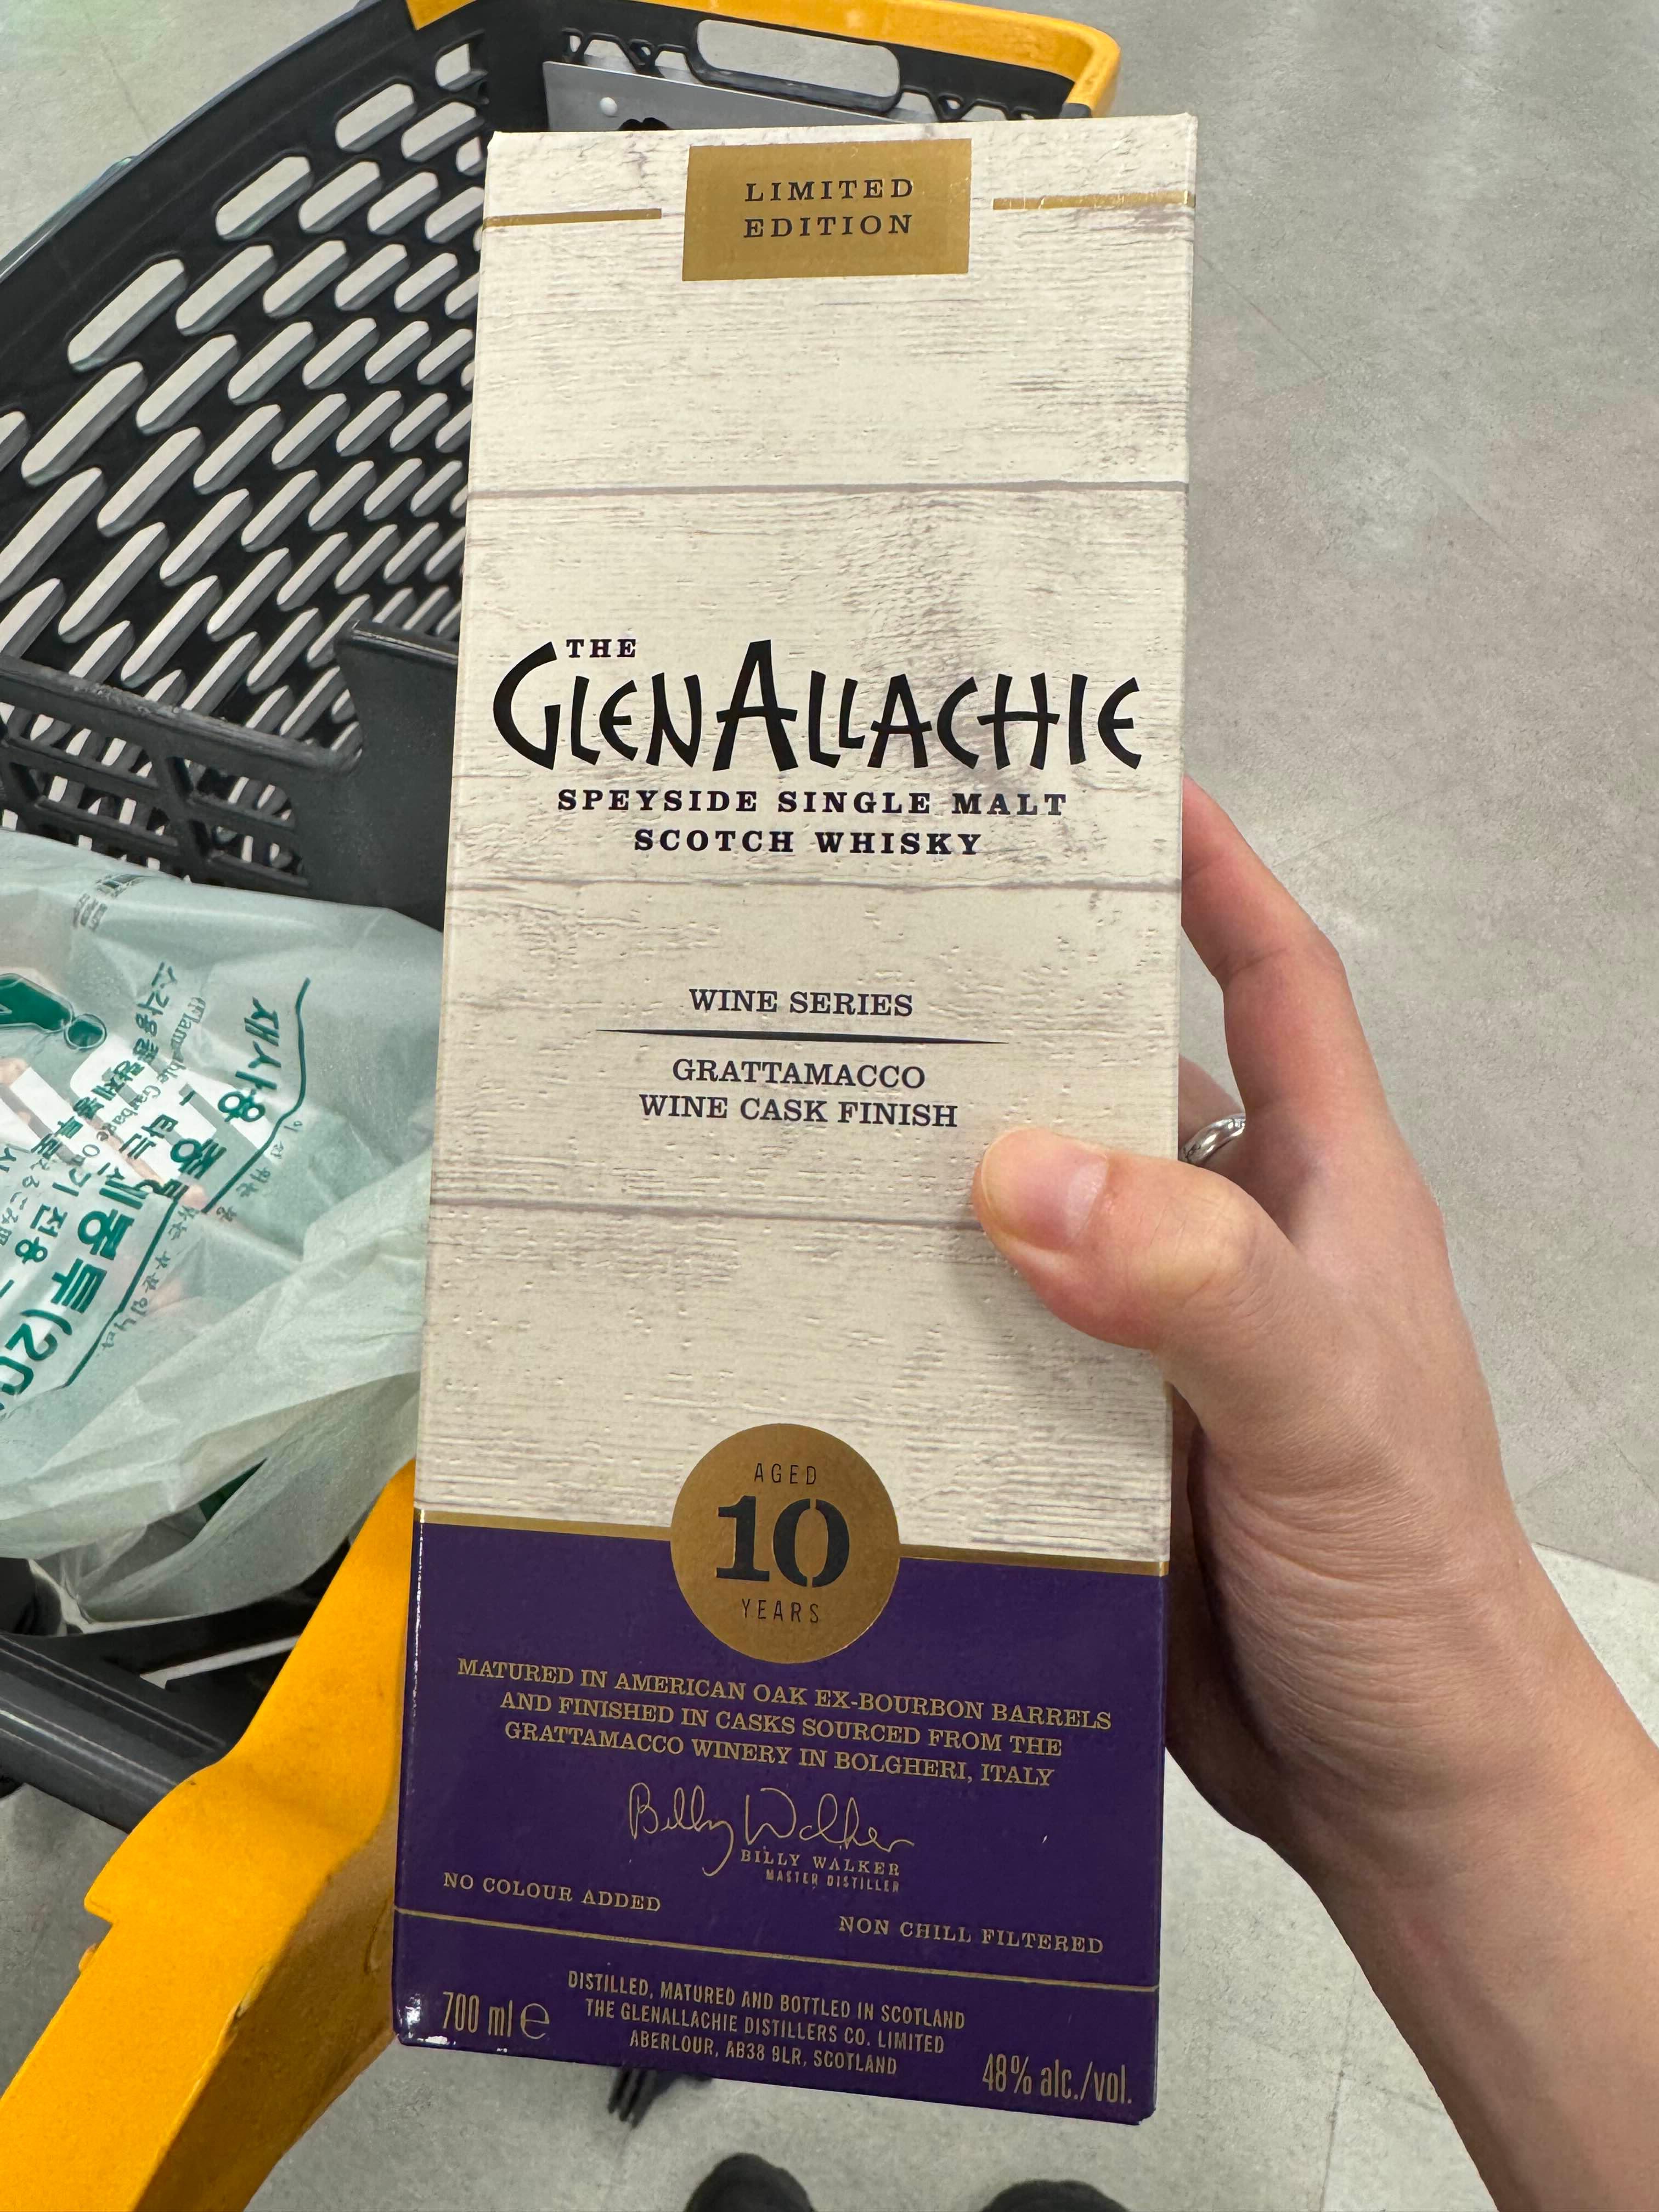 LIMITED
EDITION
THE
GLENALLACHIE
SPEYSIDE SINGLE MALT
SCOTCH WHISKY
WINE SERIES
GRATTAMACCO
WINE CASK FINISH
AGED
10
YEARS
MATURED IN AMERICAN OAK EX-BOURBON BARRELS
AND FINISHED IN CASKS SOURCED FROM THE
GRATTAMACCO WINERY IN BOLGHERI, ITALY
Billy Walker
BILLY WALKER
MASTER DISTILLER
NO COLOUR ADDED
NON CHILL FILTERED
700 ml e
DISTILLED, MATURED AND BOTTLED IN SCOTLAND
THE GLENALLACHIE DISTILLERS CO. LIMITED
ABERLOUR, AB38 9LR, SCOTLAND
48% alc./vol.
재사용